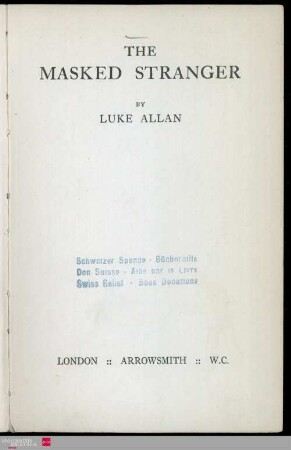 THE
MASKED STRANGER
BY
LUKE ALLAN
Schweizer Spende - Bücherhilfe
Don Suisse - Aide par le Livre
Swiss Relief - Book Donations
LONDON :: ARROWSMITH :: W.C.